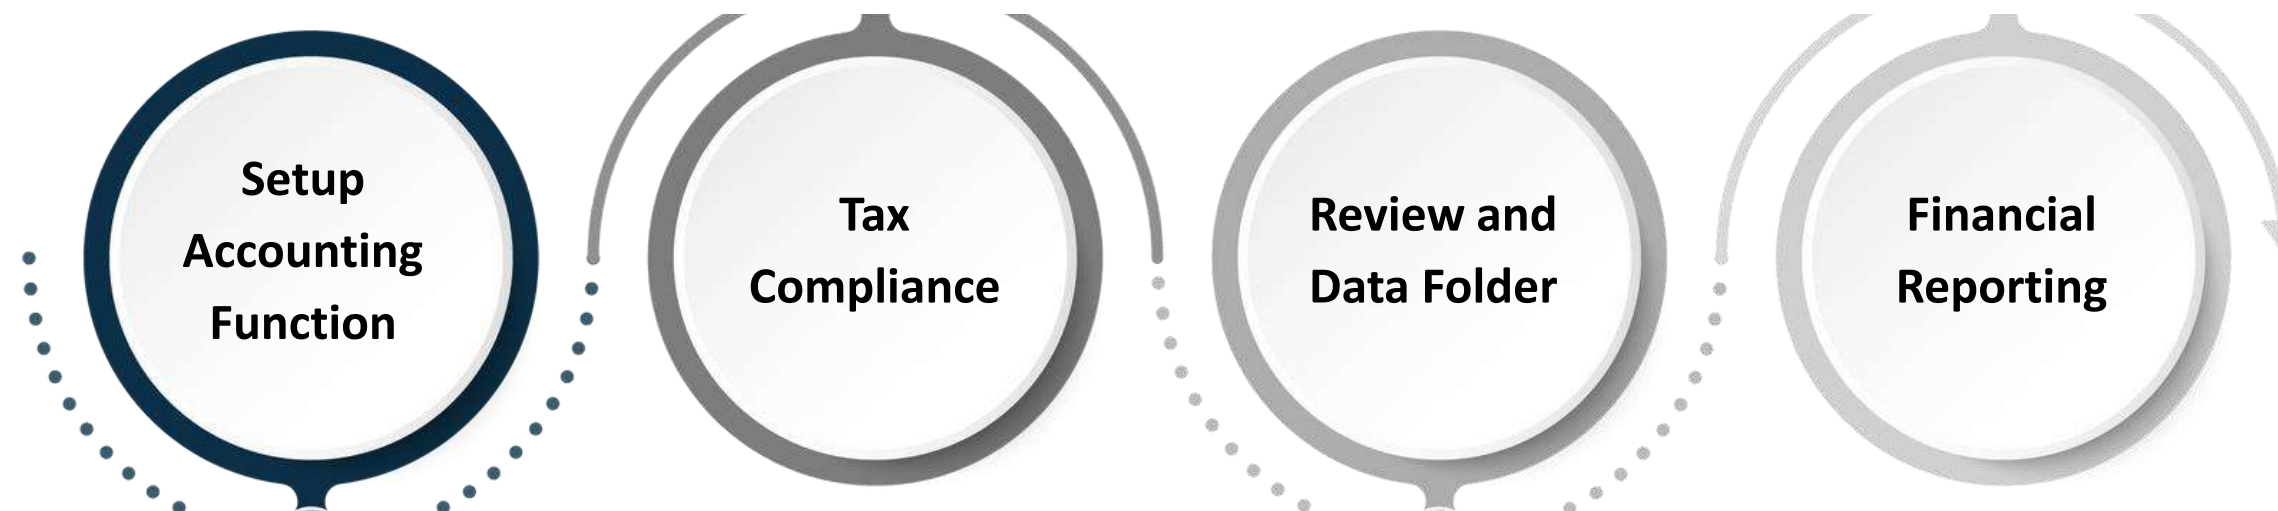 Setup
Accounting
Function
Tax
Compliance
Review and
Data Folder
Financial
Reporting